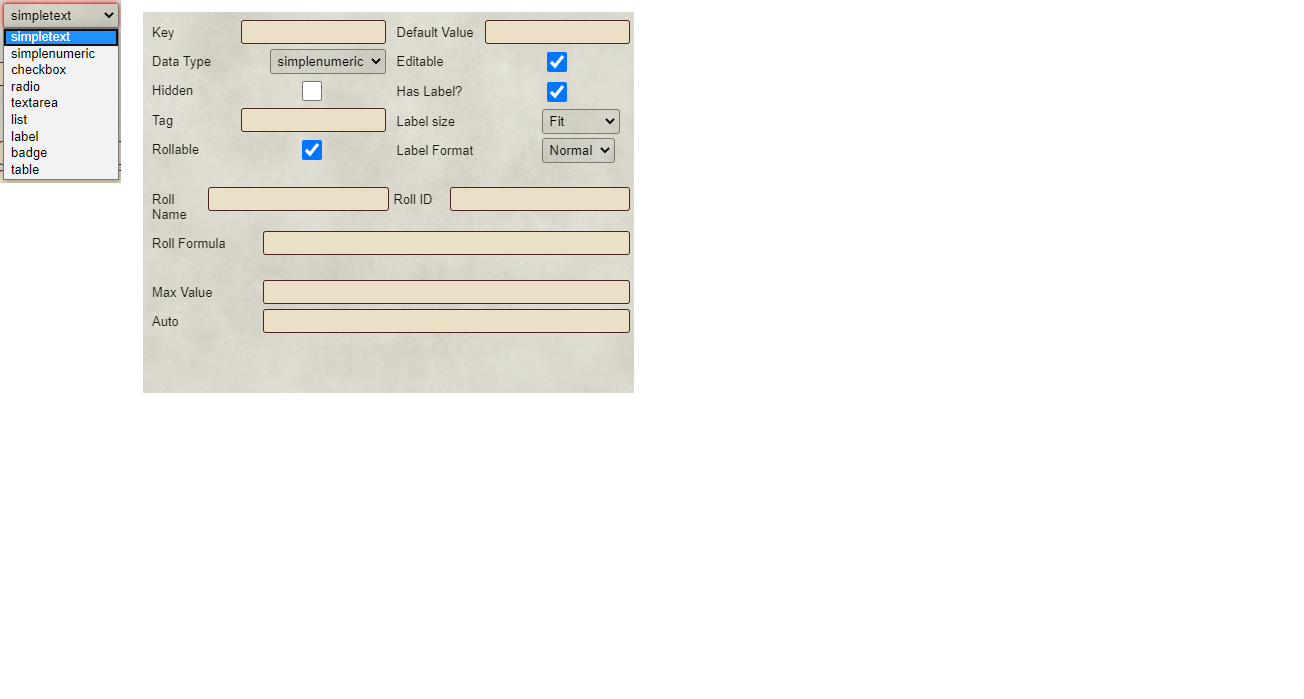 simpletext
simpletext
simplenumeric
checkbox
radio
textarea
list
label
badge
table
Key
Default Value
Data Type
simplenumeric
Editable
Hidden
Has Label?
Tag
Label size
Fit
Rollable
Label Format
Normal
Roll
Name
Roll ID
Roll Formula
Max Value
Auto